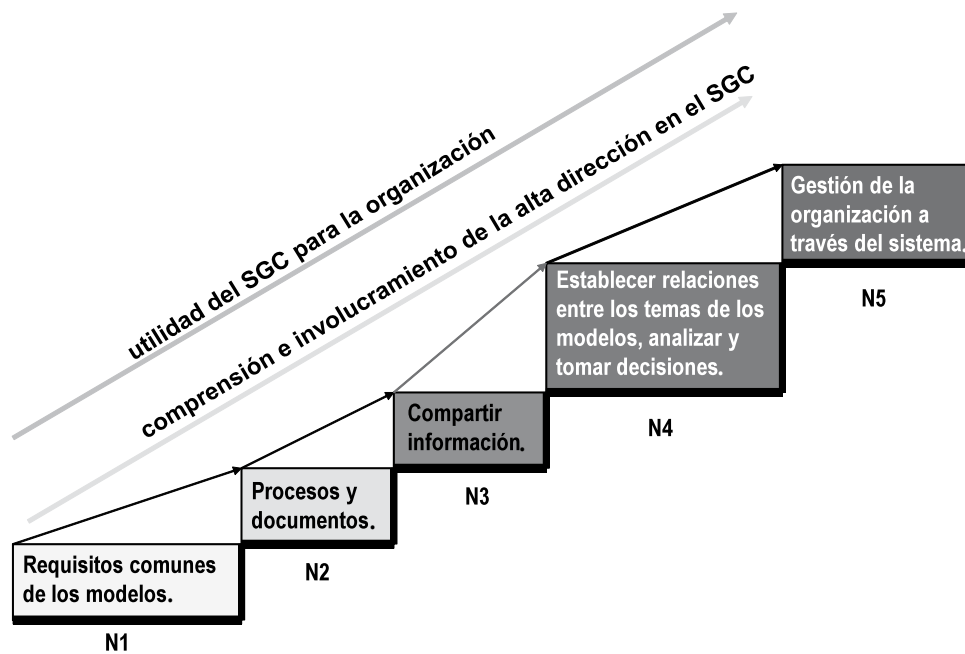 utilidad del SGC para la organización
comprensión e involucramiento de la alta dirección en el SGC
Gestión de la
organización a
través del sistema.
N5
Establecer relaciones
entre los temas de los
modelos, analizar y
tomar decisiones.
N4
Compartir
información.
N3
Procesos y
documentos.
N2
Requisitos comunes
de los modelos.
N1